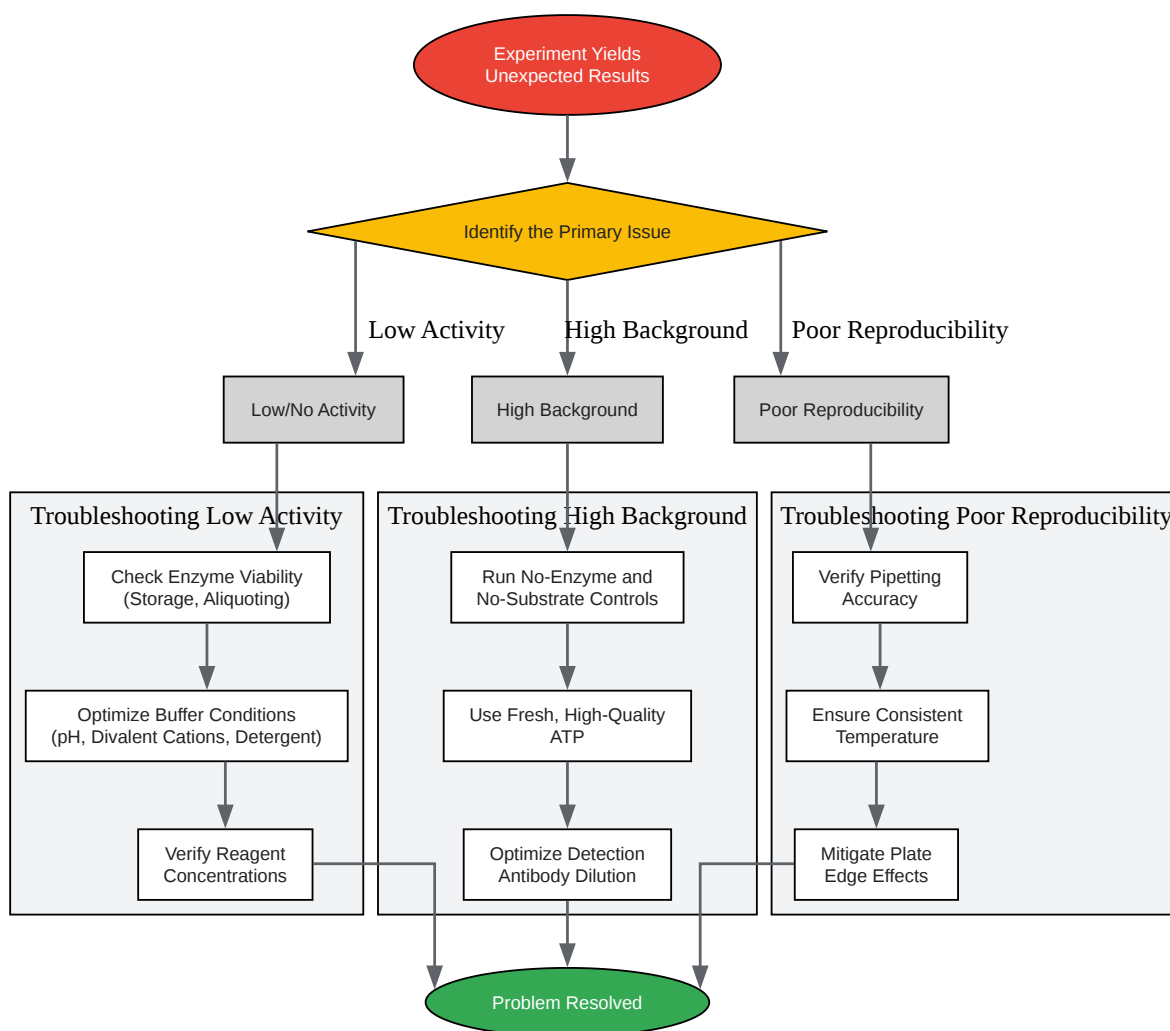 Experiment Yields
Unexpected Results
Identify the Primary Issue
Low Activity
High Background
Poor Reproducibility
Low/No Activity
High Background
Poor Reproducibility
Troubleshooting Low Activity
Troubleshooting High Background
Troubleshooting Poor Reproducibility
Check Enzyme Viability
(Storage, Aliquoting)
Run No-Enzyme and
No-Substrate Controls
Verify Pipetting
Accuracy
Optimize Buffer Conditions
(pH, Divalent Cations, Detergent)
Use Fresh, High-Quality
ATP
Ensure Consistent
Temperature
Verify Reagent
Concentrations
Optimize Detection
Antibody Dilution
Mitigate Plate
Edge Effects
Problem Resolved